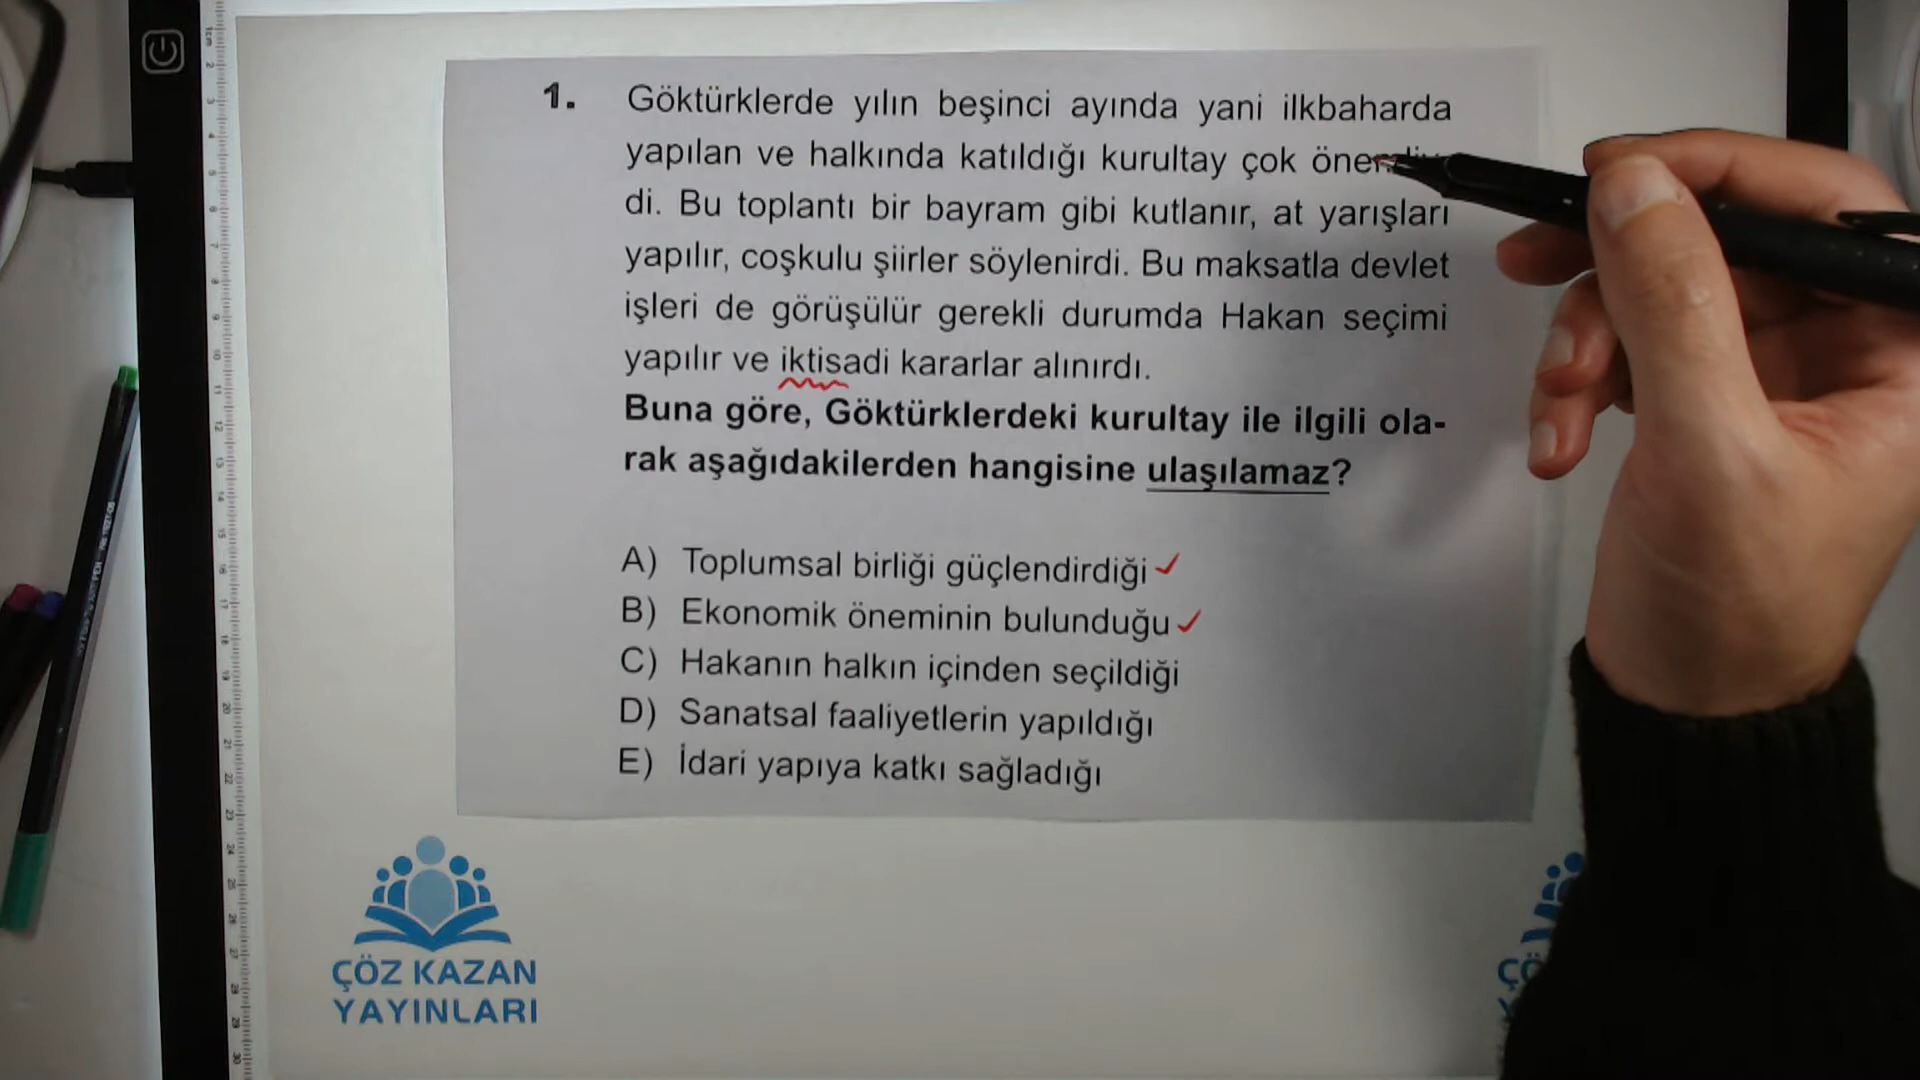 1. Göktürklerde yılın beşinci ayında yani ilkbaharda
yapılan ve halkında katıldığı kurultay çok
di. Bu toplantı bir bayram gibi kutlanır, at yarışları
yapılır, coşkulu şiirler söylenirdi. Bu maksatla devlet
işleri de görüşülür gerekli durumda Hakan seçimi
yapılır ve iktisadi kararlar alınırdı.
Buna göre, Göktürklerdeki kurultay ile ilgili ola-
rak aşağıdakilerden hangisine ulaşılamaz?
A) Toplumsal birliği güçlendirdiği
B) Ekonomik öneminin bulunduğu
C) Hakanın halkın içinden seçildiği
D) Sanatsal faaliyetlerin yapıldığı
E) İdari yapıya katkı sağladığı
ÇÖZ KAZAN
YAYINLARI